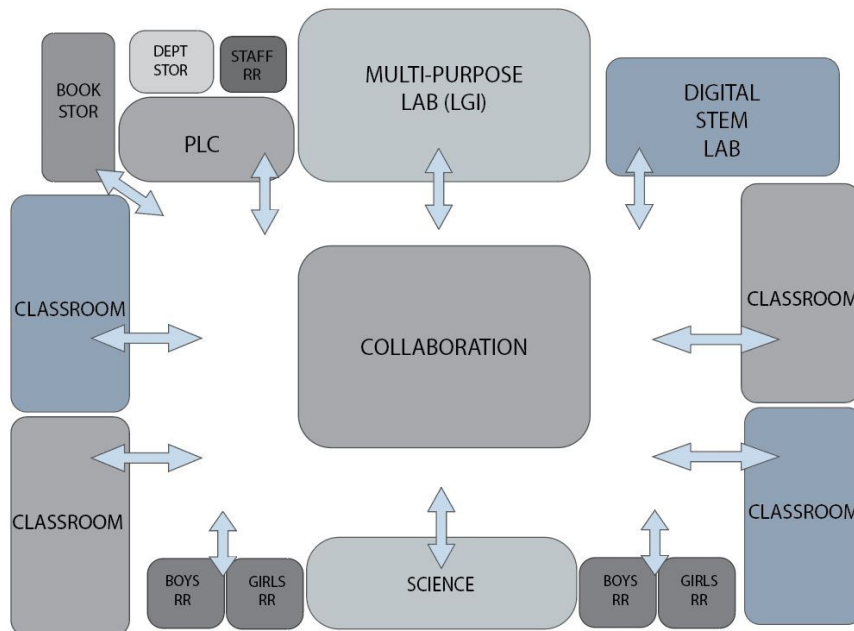 BOOK
STOR
DEPT
STOR
STAFF
RR
PLC
MULTI-PURPOSE
LAB (LGI)
DIGITAL
STEM
LAB
CLASSROOM
COLLABORATION
CLASSROOM
CLASSROOM
CLASSROOM
BOYS
RR
GIRLS
RR
SCIENCE
BOYS
RR
GIRLS
RR